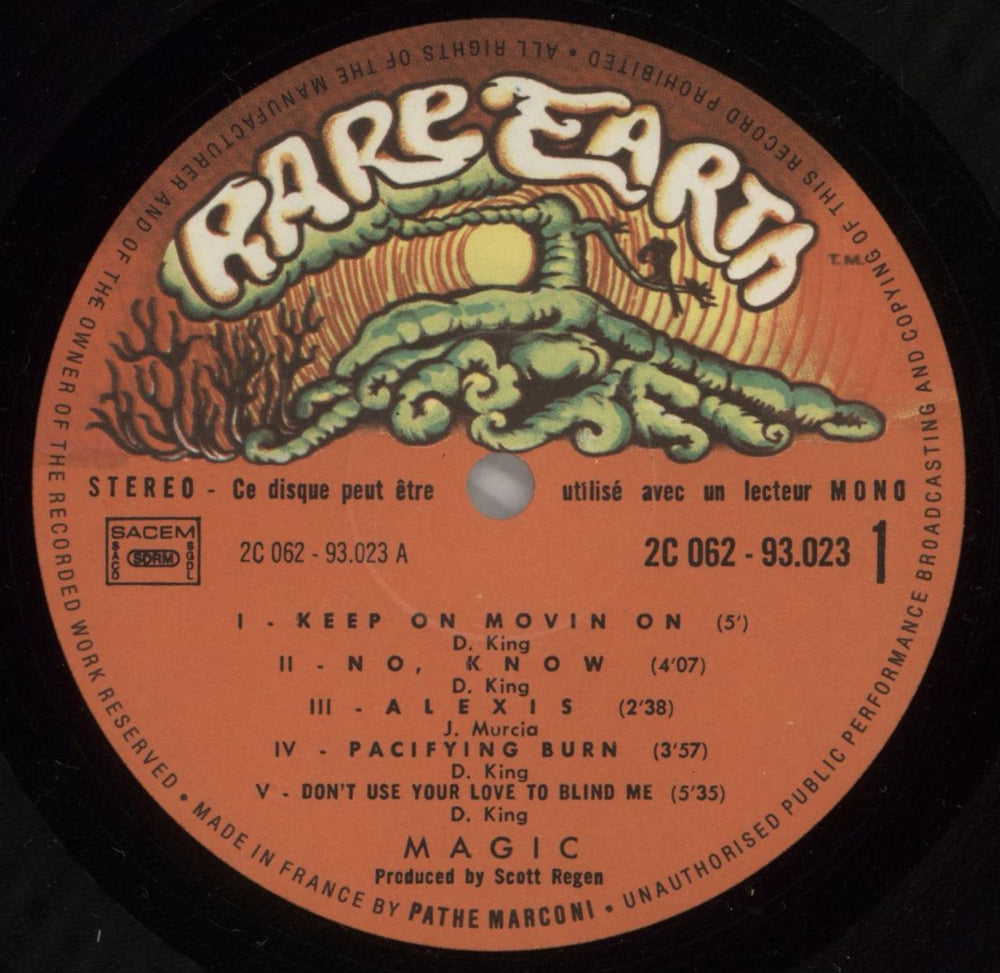 RARE EARTH
T.M.
STEREO - Ce disque peut être utilisé avec un lecteur MONO
SACEM
SACD SDRM SGDL
2C 062 - 93.023 A
2C 062 - 93.023 1
I - KEEP ON MOVIN ON (5')
D. King
II - NO, KNOW (4'07)
D. King
III - ALEXIS (2'38)
J. Murcia
IV - PACIFYING BURN (3'57)
D. King
V - DON'T USE YOUR LOVE TO BLIND ME (5'35)
D. King
MAGIC
Produced by Scott Regen
MADE IN FRANCE BY PATHE MARCONI • UNAUTHORISED PUBLIC PERFORMANCE BROADCASTING AND COPYING OF THIS RECORD PROHIBITED • ALL RIGHTS OF THE MANUFACTURER AND OF THE OWNER OF THE RECORDED WORK RESERVED •